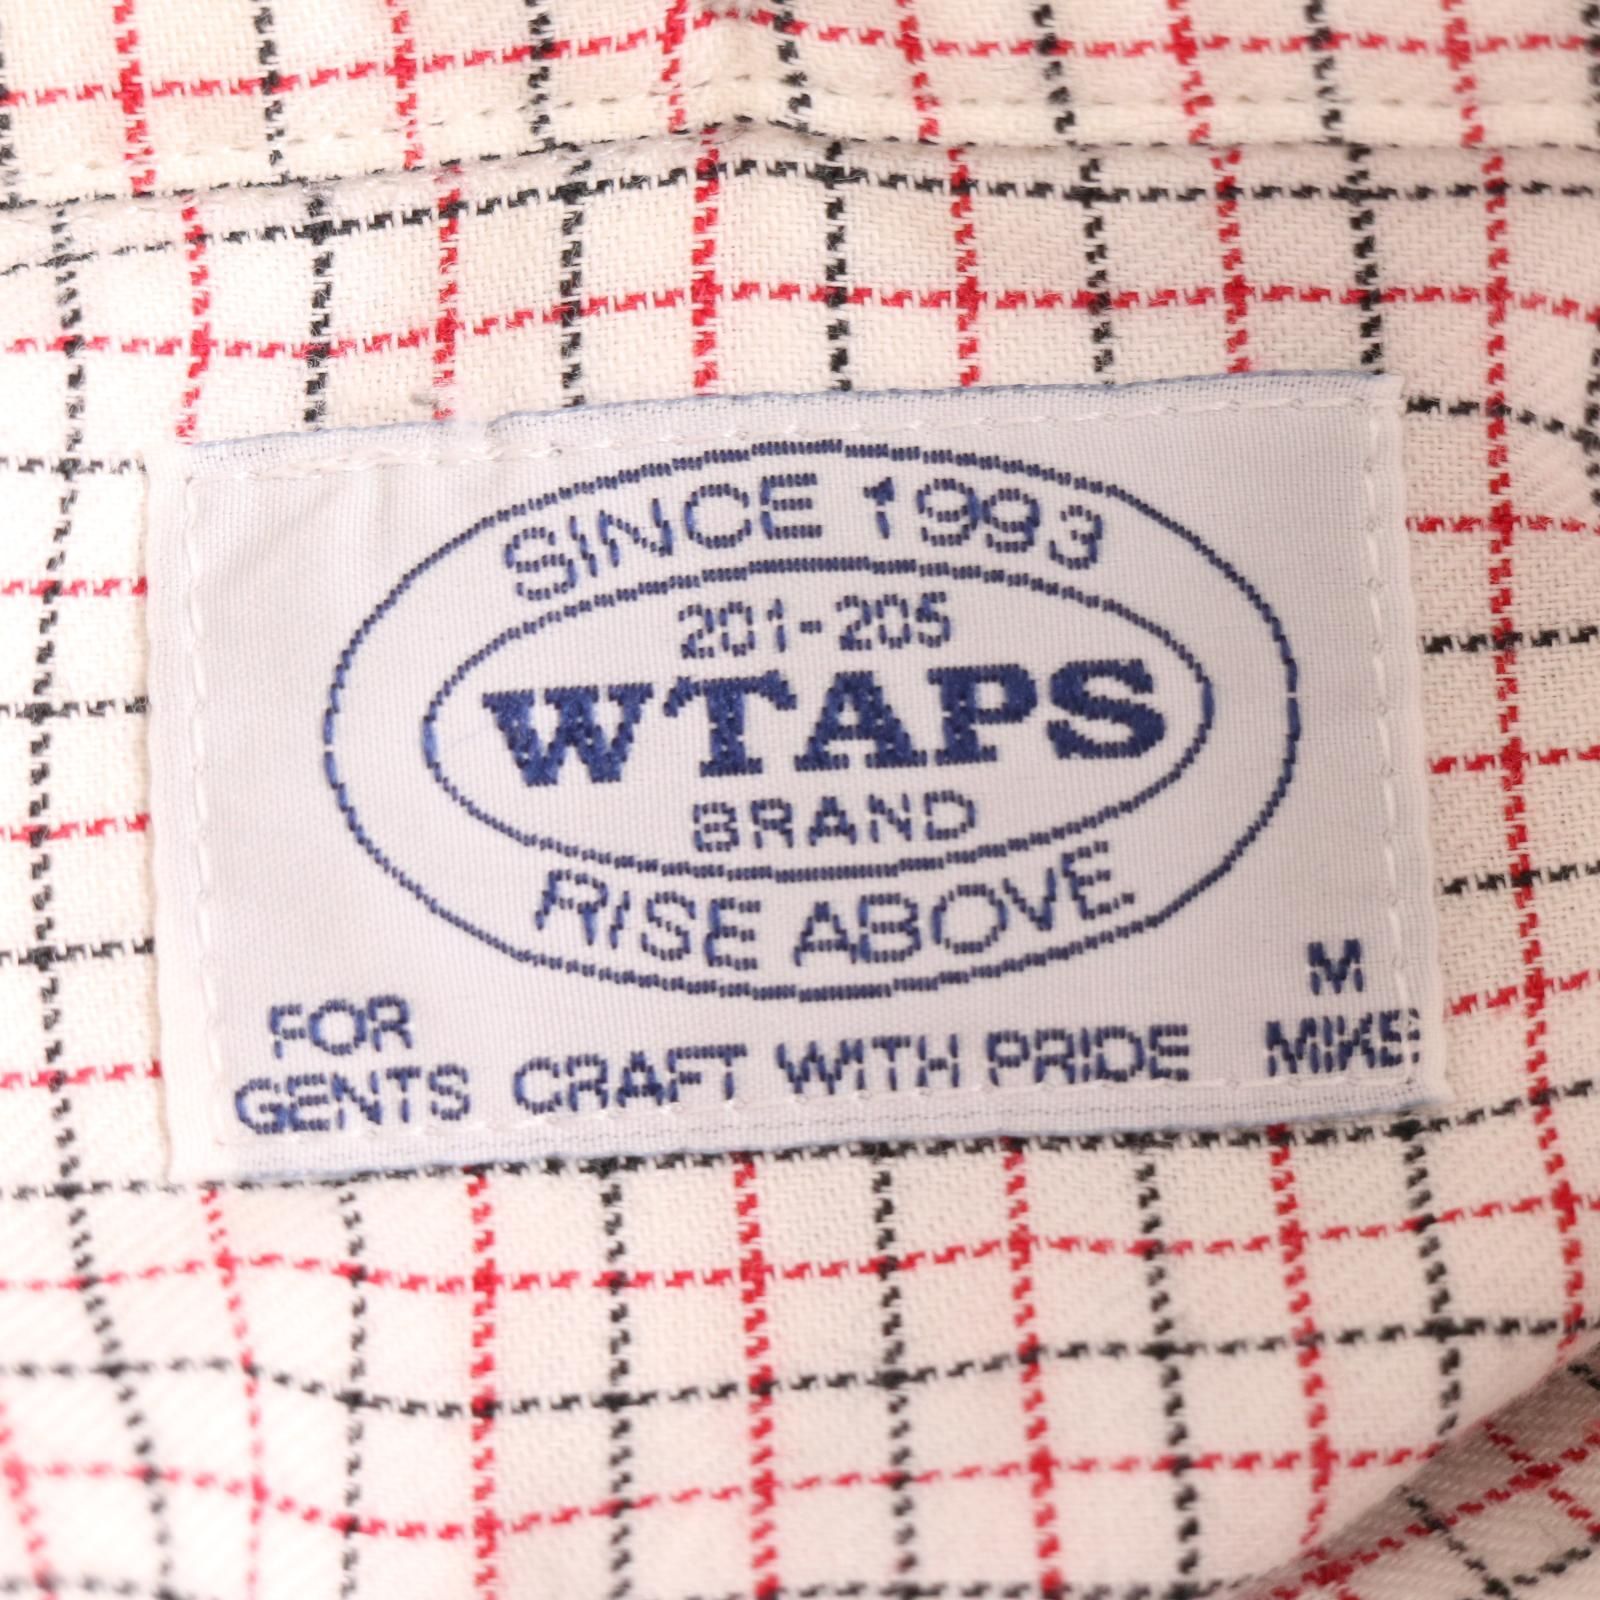 SINCE 1993
201-205
WTAPS
BRAND
RISE ABOVE.
M
FOR
GENTS CRAFT WITH PRIDE MIKE